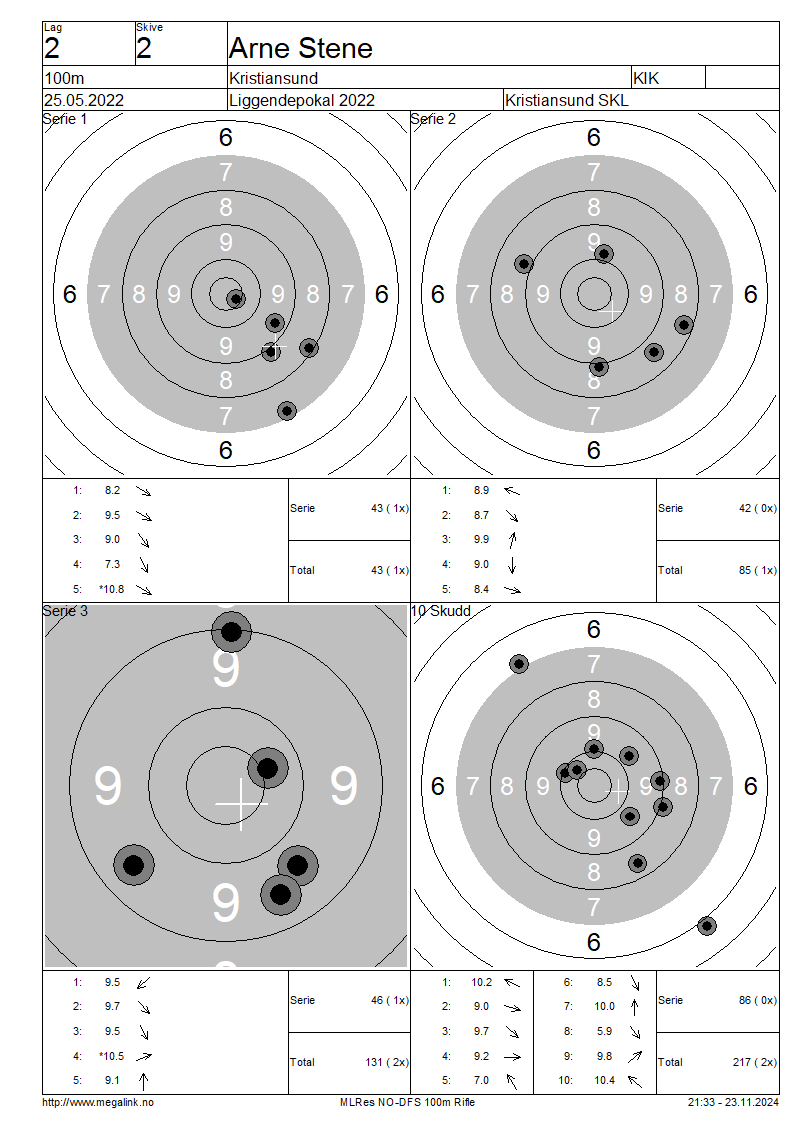 Lag
Skive
2
2
Arne Stene
100m
Kristiansund
KIK
25.05.2022
Liggendepokal 2022
Kristiansund SKL
Serie 1
6
7
8
9
6 7 8 9 9 8 7 6
9
8
7
6
Serie 2
6
7
8
9
6 7 8 9 9 8 7 6
9
8
7
6
1: 8.2
2: 9.5
3: 9.0
4: 7.3
5: *10.8
Serie 43 ( 1x)
Total 43 ( 1x)
1: 8.9
2: 8.7
3: 9.9
4: 9.0
5: 8.4
Serie 42 ( 0x)
Total 85 ( 1x)
Serie 3
9
9 9
9
10 Skudd
6
7
8
9
6 7 8 9 9 8 7 6
9
8
7
6
1: 9.5
2: 9.7
3: 9.5
4: *10.5
5: 9.1
Serie 46 ( 1x)
Total 131 ( 2x)
1: 10.2
2: 9.0
3: 9.7
4: 9.2
5: 7.0
6: 8.5
7: 10.0
8: 5.9
9: 9.8
10: 10.4
Serie 86 ( 0x)
Total 217 ( 2x)
http://www.megalink.no
MLRes NO-DFS 100m Rifle
21:33 - 23.11.2024